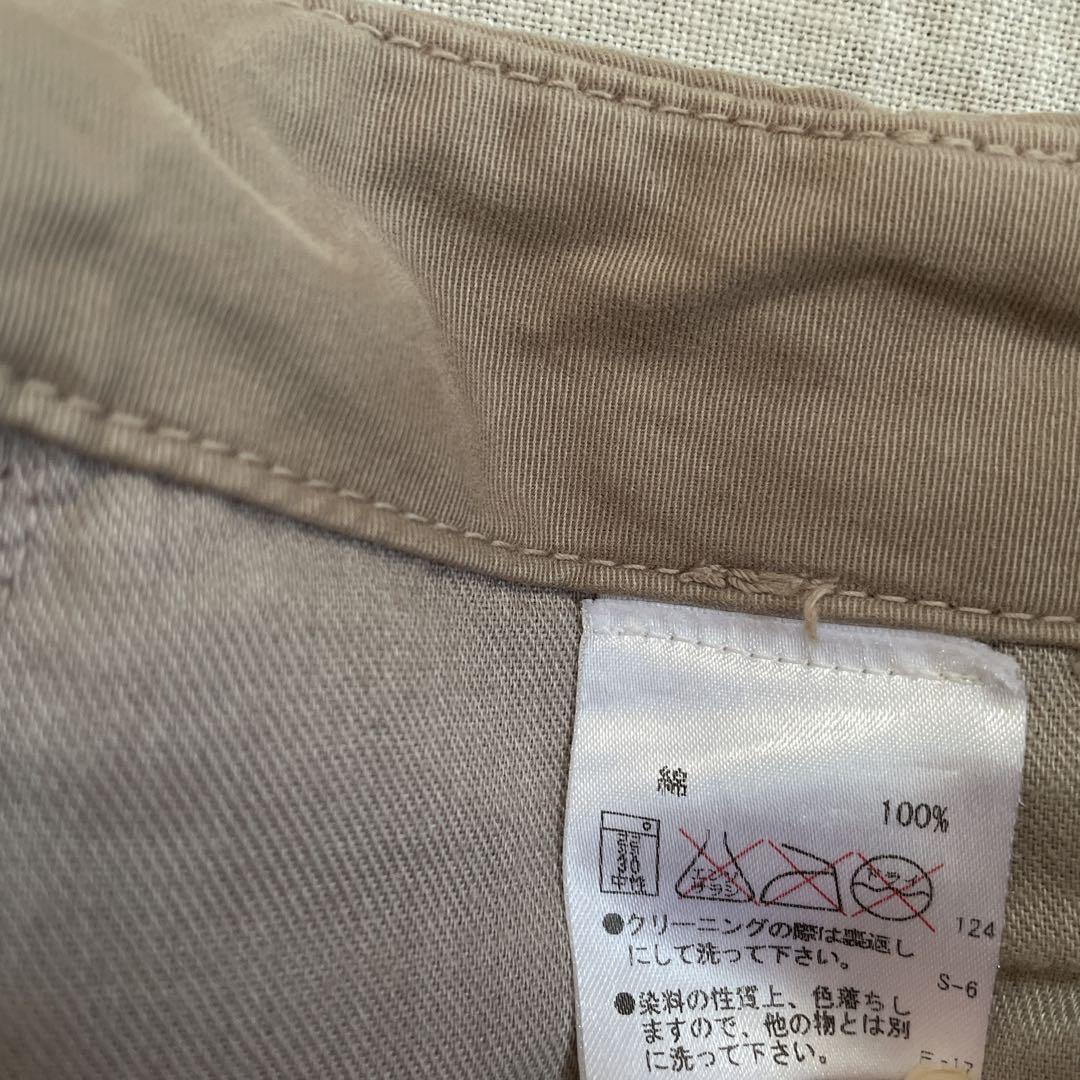 綿
100%
中性
エンソ
サラシ
ドライ
●クリーニングの際は裏返し
にして洗って下さい。
124
S-6
●染料の性質上、色落ちし
ますので、他の物とは別
に洗って下さい。